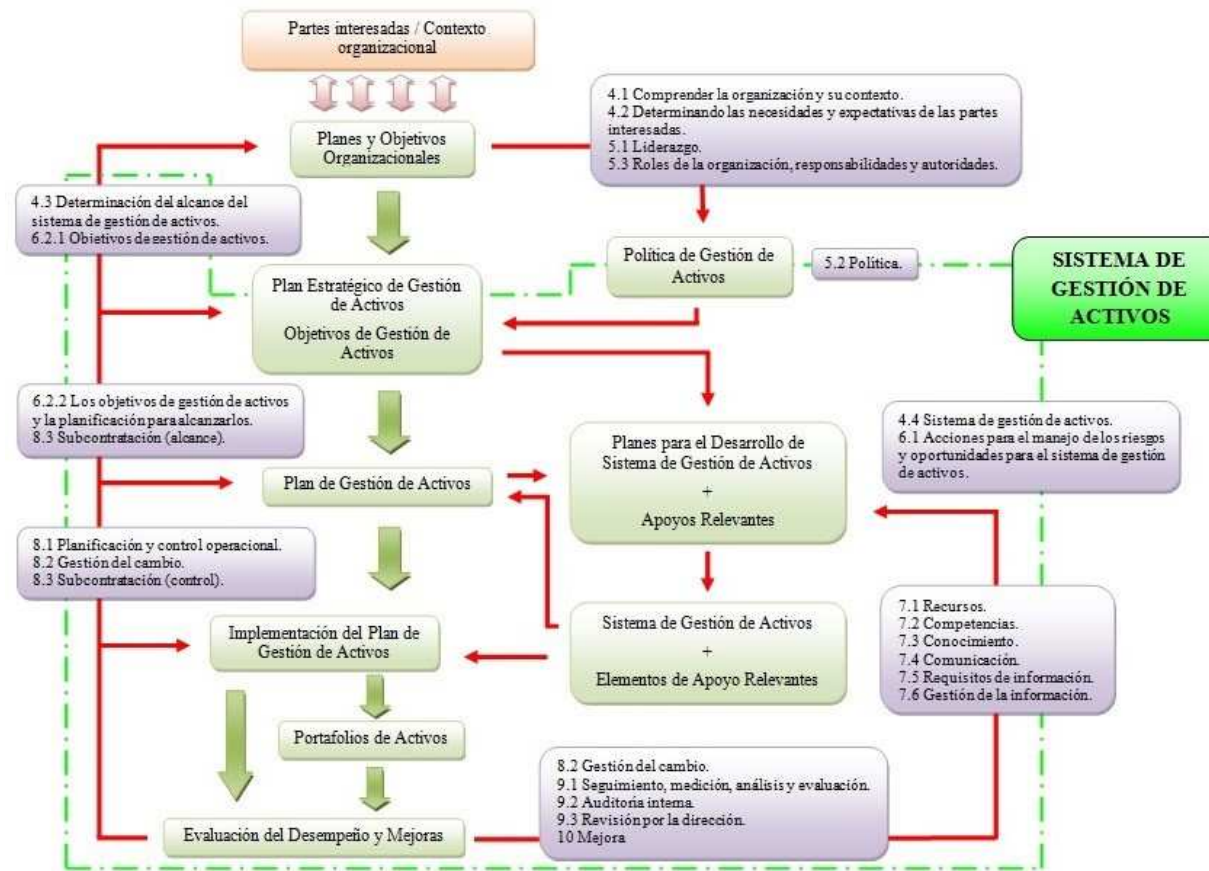 Partes interesadas / Contexto
organizacional
Planes y Objetivos
Organizacionales
4.1 Comprender la organización y su contexto.
4.2 Determinando las necesidades y expectativas de las partes
interesadas.
5.1 Liderazgo.
5.3 Roles de la organización, responsabilidades y autoridades.
4.3 Determinación del alcance del
sistema de gestión de activos.
6.2.1 Objetivos de gestión de activos.
Política de Gestión de
Activos
5.2 Política.
SISTEMA DE
GESTIÓN DE
ACTIVOS
Plan Estratégico de Gestión
de Activos
Objetivos de Gestión de
Activos
6.2.2 Los objetivos de gestión de activos
y la planificación para alcanzarlos.
8.3 Subcontratación (alcance).
Planes para el Desarrollo de
Sistema de Gestión de Activos
+
Apoyos Relevantes
4.4 Sistema de gestión de activos.
6.1 Acciones para el manejo de los riesgos
y oportunidades para el sistema de gestión
de activos.
Plan de Gestión de Activos
8.1 Planificación y control operacional.
8.2 Gestión del cambio.
8.3 Subcontratación (control).
Implementación del Plan de
Gestión de Activos
Sistema de Gestión de Activos
+
Elementos de Apoyo Relevantes
7.1 Recursos.
7.2 Competencias.
7.3 Conocimiento.
7.4 Comunicación.
7.5 Requisitos de información.
7.6 Gestión de la información.
Portafolios de Activos
8.2 Gestión del cambio.
9.1 Seguimiento, medición, análisis y evaluación.
9.2 Auditoría interna.
9.3 Revisión por la dirección.
10 Mejora
Evaluación del Desempeño y Mejoras